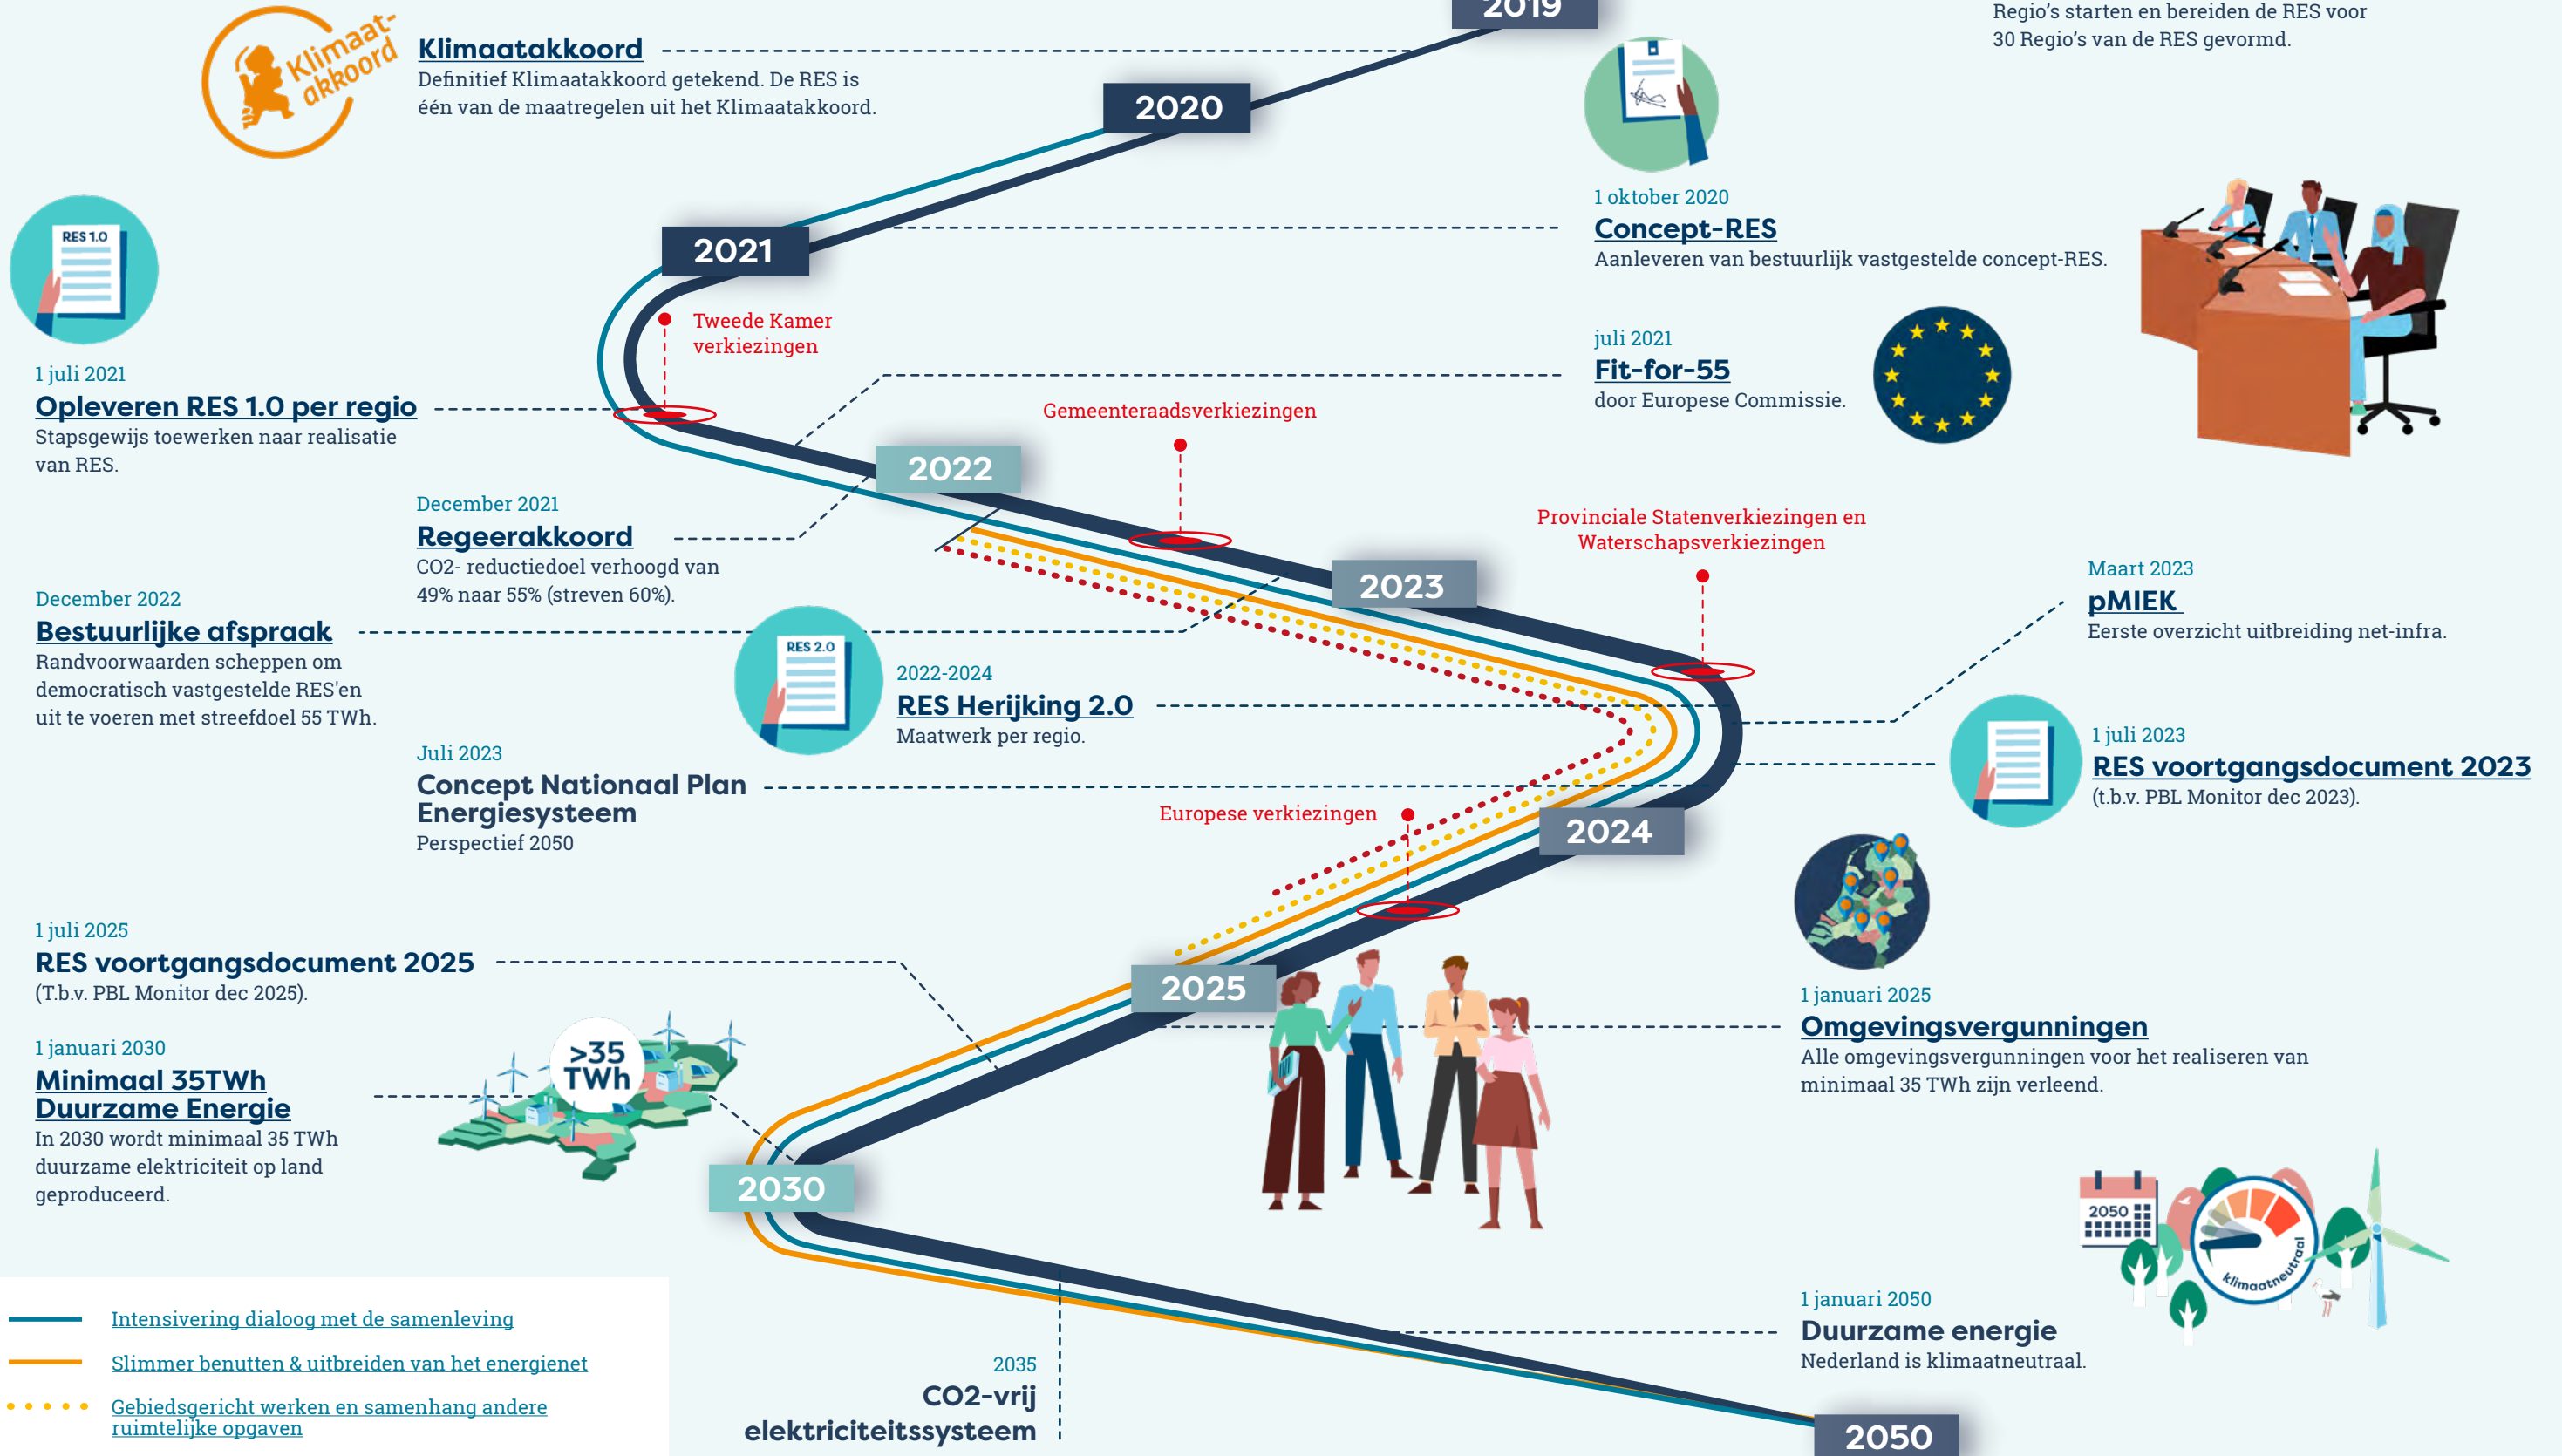 2019
Regio's starten en bereiden de RES voor
30 Regio's van de RES gevormd.
Klimaat-
akkoord
Klimaatakkoord
Definitief Klimaatakkoord getekend. De RES is
één van de maatregelen uit het Klimaatakkoord.
2020
1 oktober 2020
Concept-RES
Aanleveren van bestuurlijk vastgestelde concept-RES.
2021
RES 1.0
Tweede Kamer
verkiezingen
juli 2021
Fit-for-55
door Europese Commissie.
1 juli 2021
Opleveren RES 1.0 per regio
Stapsgewijs toewerken naar realisatie
van RES.
Gemeenteraadsverkiezingen
2022
December 2021
Regeerakkoord
CO2- reductiedoel verhoogd van
49% naar 55% (streven 60%).
Provinciale Statenverkiezingen en
Waterschapsverkiezingen
2023
Maart 2023
pMIEK
Eerste overzicht uitbreiding net-infra.
December 2022
Bestuurlijke afspraak
Randvoorwaarden scheppen om
democratisch vastgestelde RES'en
uit te voeren met streefdoel 55 TWh.
RES 2.0
2022-2024
RES Herijking 2.0
Maatwerk per regio.
1 juli 2023
RES voortgangsdocument 2023
(t.b.v. PBL Monitor dec 2023).
Juli 2023
Concept Nationaal Plan
Energiesysteem
Perspectief 2050
Europese verkiezingen
2024
1 juli 2025
RES voortgangsdocument 2025
(T.b.v. PBL Monitor dec 2025).
2025
1 januari 2025
Omgevingsvergunningen
Alle omgevingsvergunningen voor het realiseren van
minimaal 35 TWh zijn verleend.
1 januari 2030
Minimaal 35TWh
Duurzame Energie
In 2030 wordt minimaal 35 TWh
duurzame elektriciteit op land
geproduceerd.
>35
TWh
2030
2050
klimaatneutraal
1 januari 2050
Duurzame energie
Nederland is klimaatneutraal.
2035
CO2-vrij
elektriciteitssysteem
2050
Intensivering dialoog met de samenleving
Slimmer benutten & uitbreiden van het energienet
Gebiedsgericht werken en samenhang andere
ruimtelijke opgaven